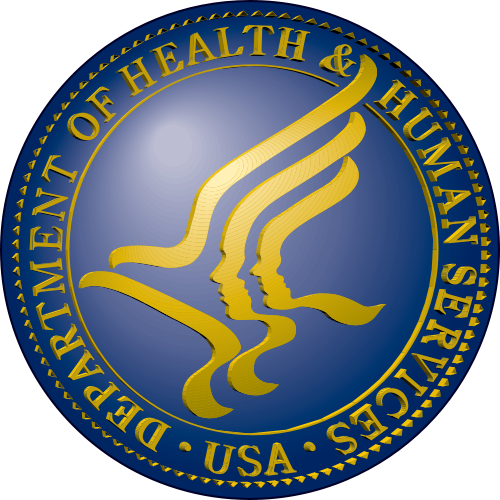 DEPARTMENT OF HEALTH & HUMAN SERVICES
· USA ·